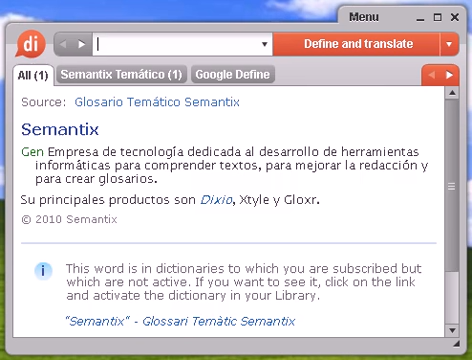 Menu
di
Define and translate
All (1)
Semantix Temático (1)
Google Define
Source: Glosario Temático Semantix
Semantix
Gen Empresa de tecnología dedicada al desarrollo de herramientas
informáticas para comprender textos, para mejorar la redacción y
para crear glosarios.
Su principales productos son Dixio, Xtyle y Gloxr.
© 2010 Semantix
i
This word is in dictionaries to which you are subscribed but
which are not active. If you want to see it, click on the link
and activate the dictionary in your Library.
"Semantix" - Glossari Temàtic Semantix